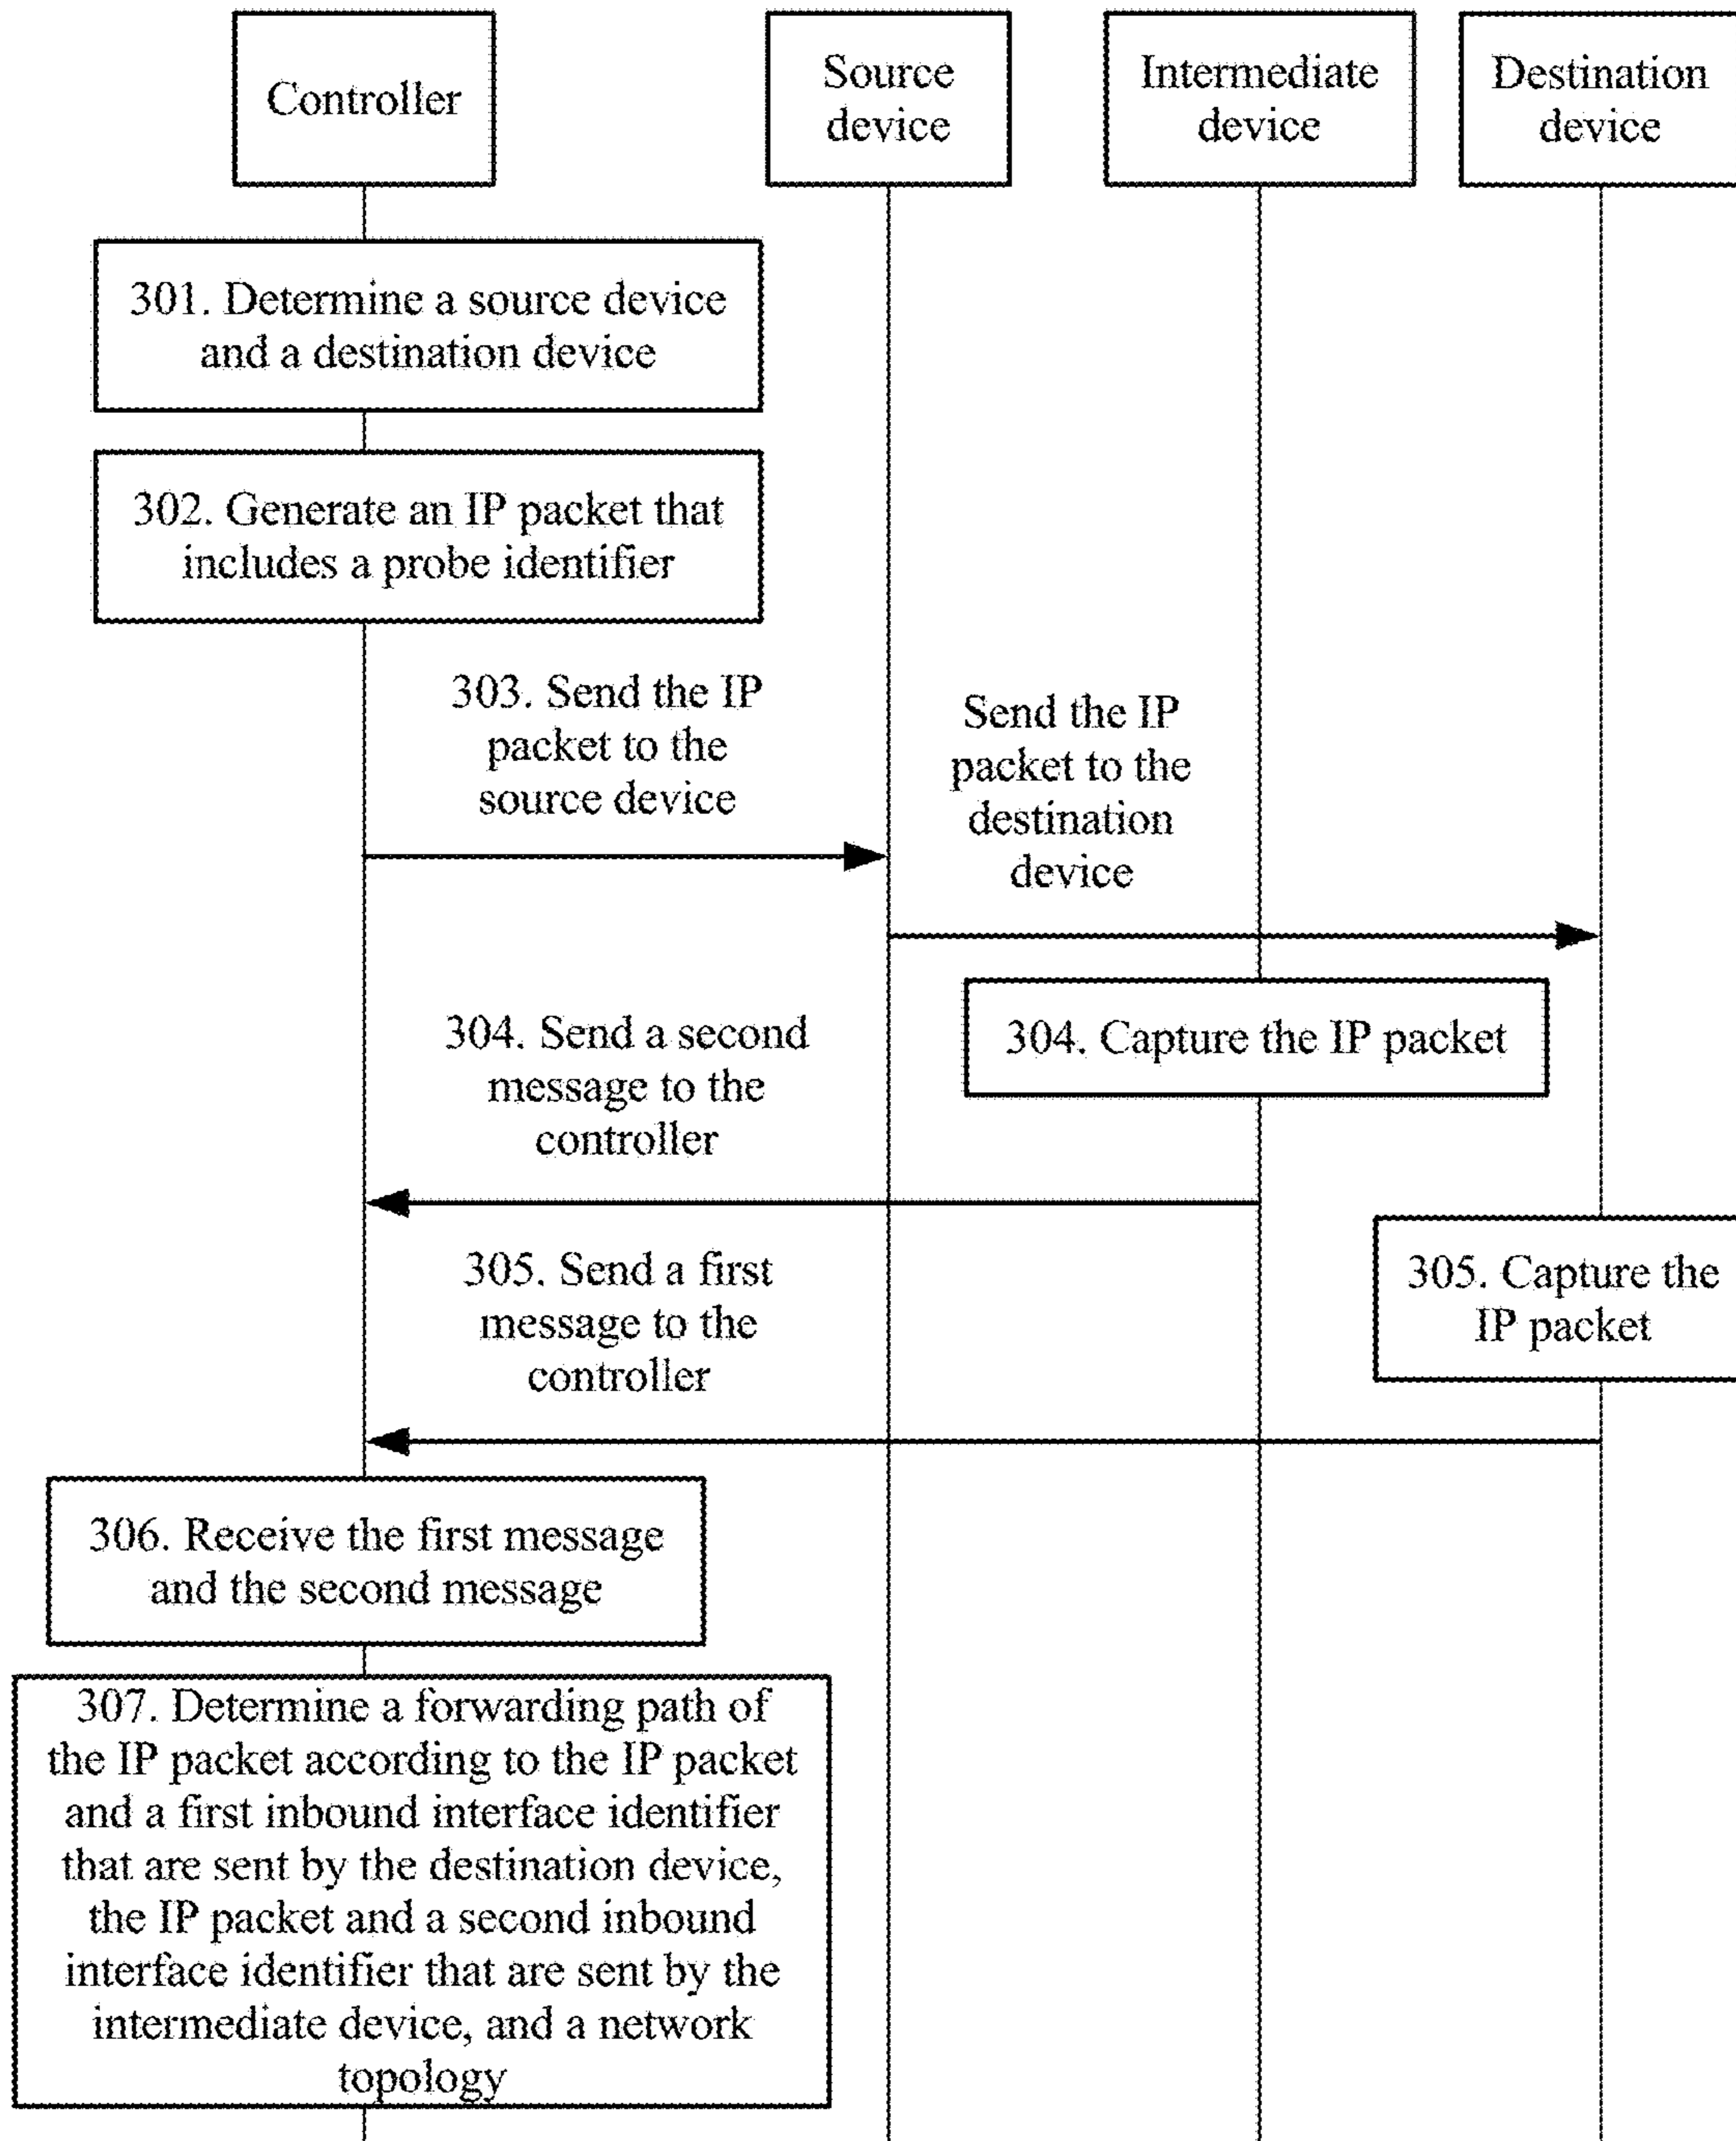 Controller
Source
device
Intermediate
device
Destination
device
301. Determine a source device
and a destination device
302. Generate an IP packet that
includes a probe identifier
303. Send the IP
packet to the
source device
Send the IP
packet to the
destination
device
304. Capture the IP packet
304. Send a second
message to the
controller
305. Capture the
IP packet
305. Send a first
message to the
controller
306. Receive the first message
and the second message
307. Determine a forwarding path of
the IP packet according to the IP packet
and a first inbound interface identifier
that are sent by the destination device,
the IP packet and a second inbound
interface identifier that are sent by the
intermediate device, and a network
topology